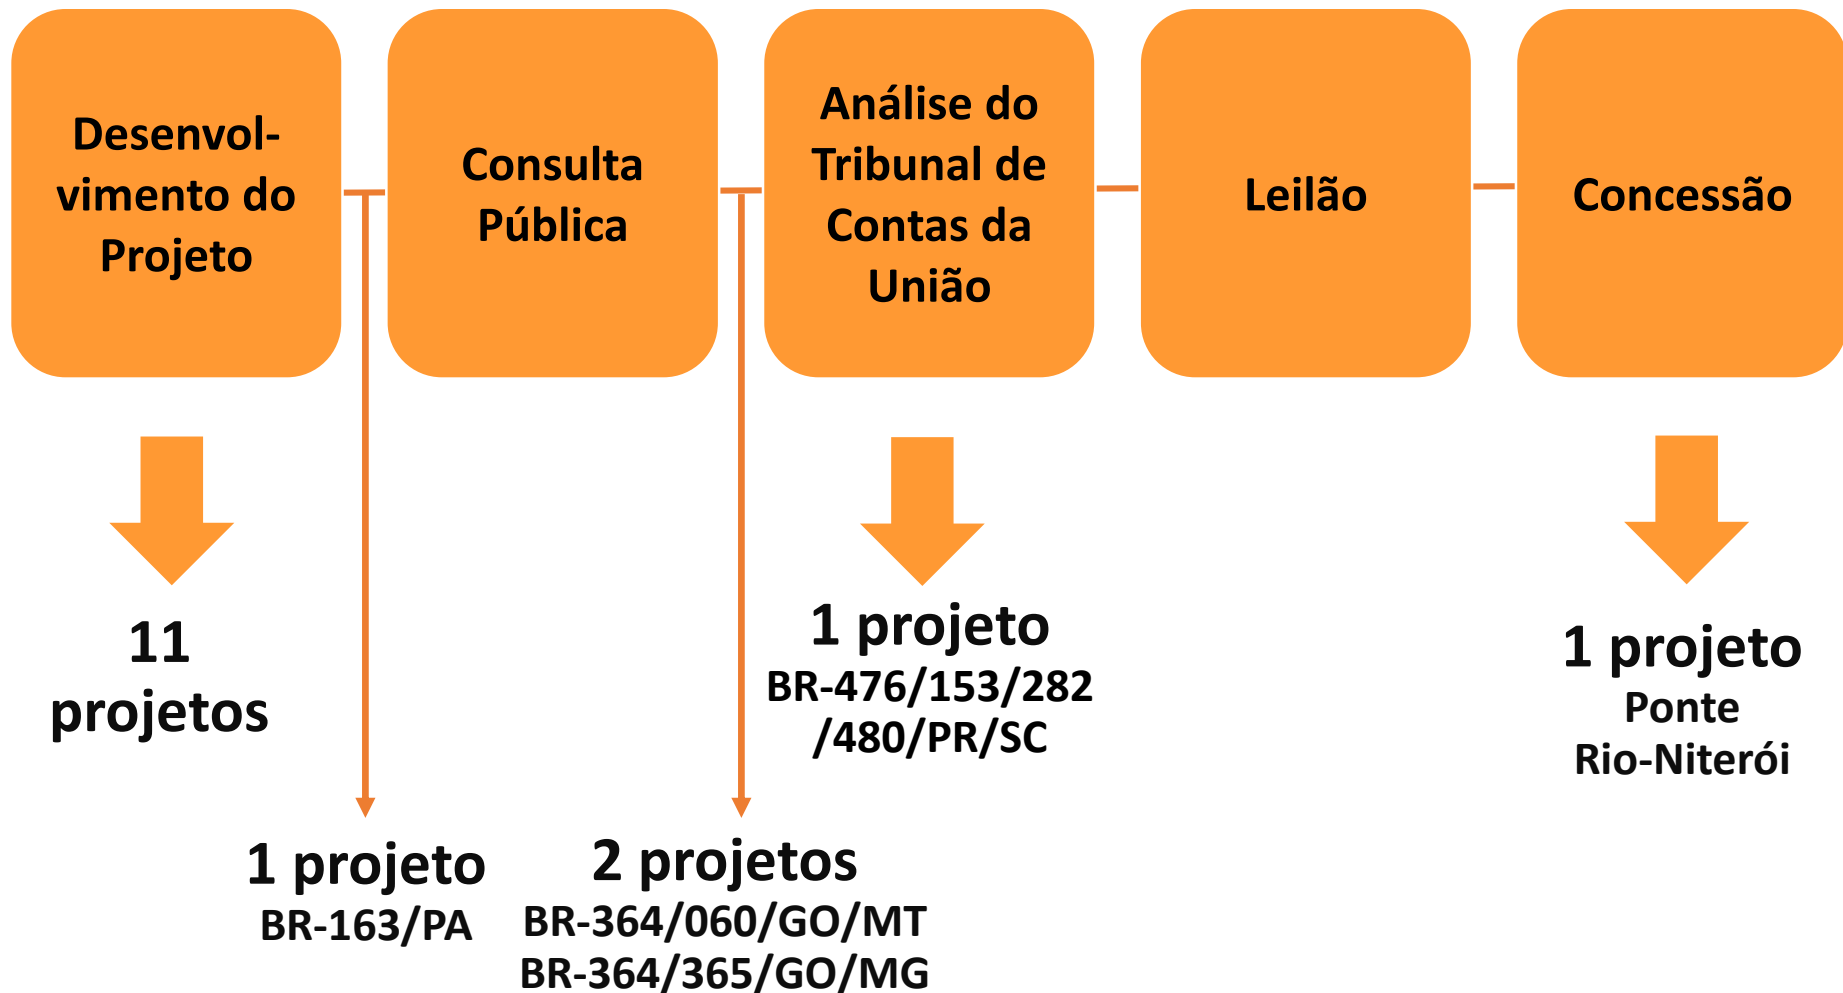 Desenvol-
vimento do
Projeto
Consulta
Pública
Análise do
Tribunal de
Contas da
União
Leilão
Concessão
11
projetos
1 projeto
BR-163/PA
2 projetos
BR-364/060/GO/MT
BR-364/365/GO/MG
1 projeto
BR-476/153/282
/480/PR/SC
1 projeto
Ponte
Rio-Niterói